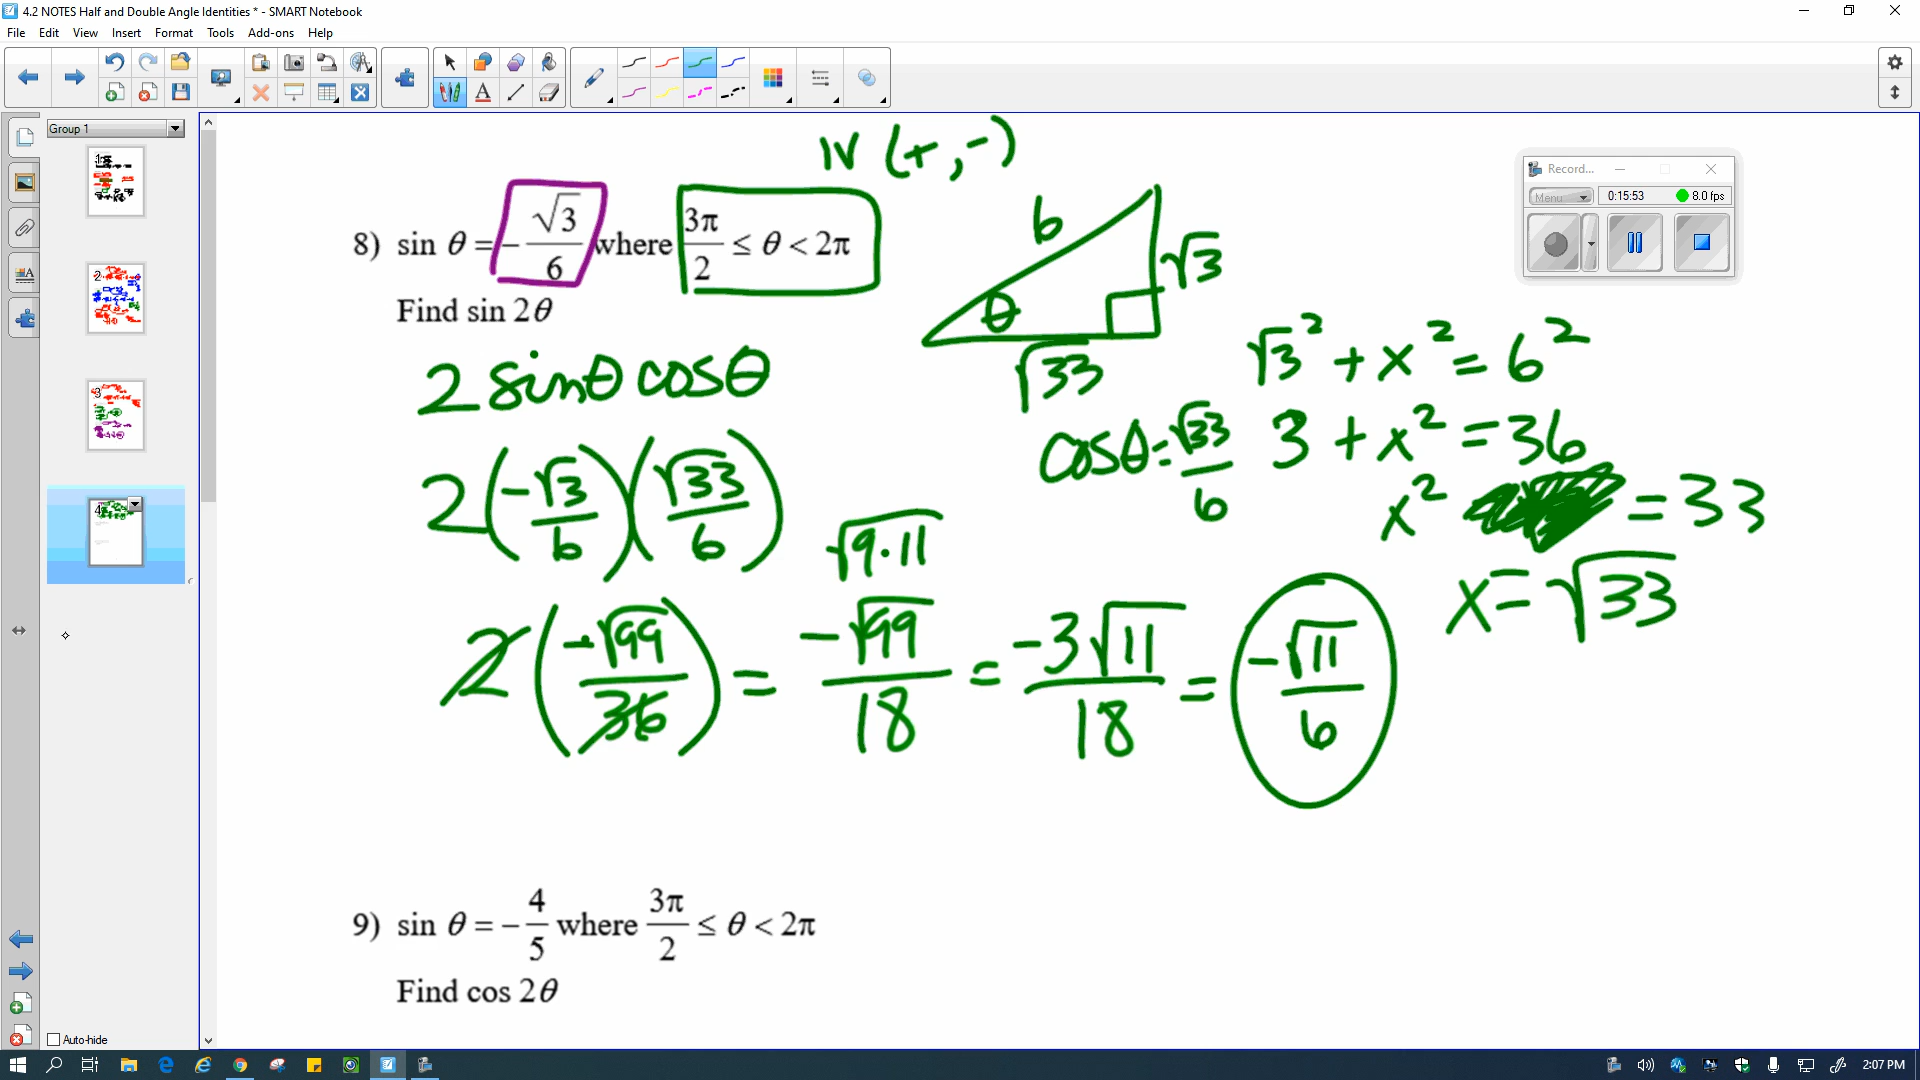 4.2 NOTES Half and Double Angle Identities * - SMART Notebook
File Edit View Insert Format Tools Add-ons Help
Group 1
Record...
Menu 0:15:53 8.0 fps
IV (+, -)
8) sin θ = -√3/6 where 3π/2 ≤ θ < 2π
Find sin 2θ
6
√3
θ
√33
2 sinθ cosθ
√3² + x² = 6²
cosθ = √33/6
3 + x² = 36
2(-√3/6)(√33/6)
x² = 33
√9·11
x = √33
2(-√99/36) = -√99/18 = -3√11/18 = -√11/6
9) sin θ = -4/5 where 3π/2 ≤ θ < 2π
Find cos 2θ
Auto-hide
2:07 PM